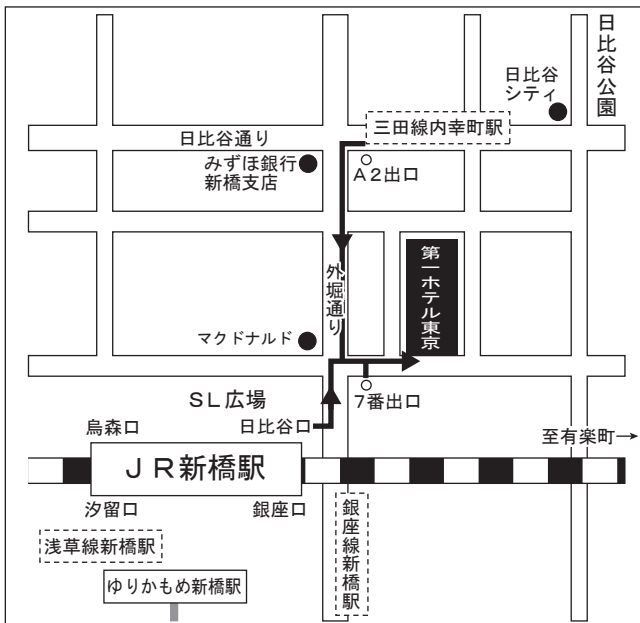 日比谷公園
日比谷
シティ
三田線内幸町駅
日比谷通り
みずほ銀行
新橋支店
Ａ２出口
外堀通り
第一ホテル東京
マクドナルド
ＳＬ広場
７番出口
烏森口
日比谷口
至有楽町→
ＪＲ新橋駅
汐留口
銀座口
銀座線新橋駅
浅草線新橋駅
ゆりかもめ新橋駅